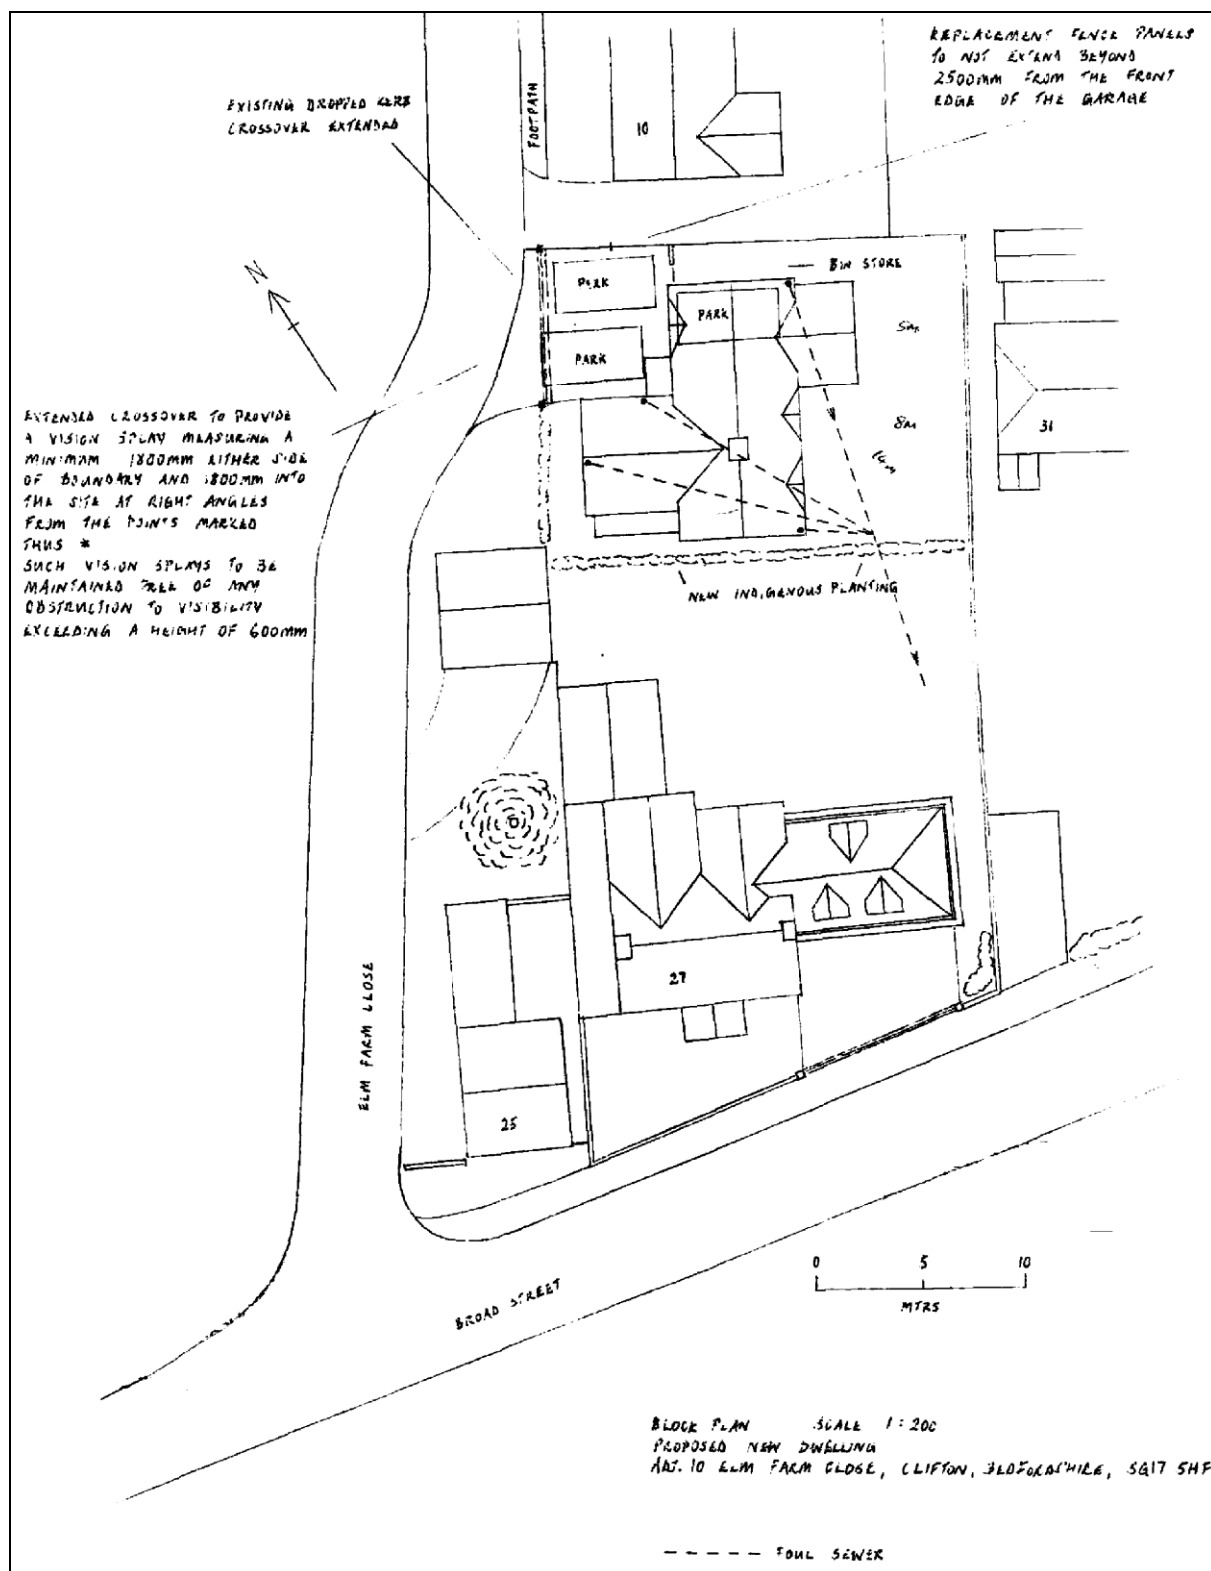 REPLACEMENT FENCE PANELS
TO NOT EXTEND BEYOND
2500mm FROM THE FRONT
EDGE OF THE GARAGE
EXISTING DROPPED KERB
CROSSOVER EXTENDED
FOOTPATH
10
N
BIN STORE
PARK
PARK
PARK
5m
8m
31
EXTENDED CROSSOVER TO PROVIDE
A VISION SPLAY MEASURING A
MINIMAM 1800MM EITHER SIDE
OF BOUNDARY AND 1800MM INTO
THE SITE AT RIGHT ANGLES
FROM THE POINTS MARKED
THUS *
SUCH VISION SPLAYS TO BE
MAINTAINED FREE OF ANY
OBSTRUCTION TO VISIBILITY
EXCEEDING A HEIGHT OF 600mm
NEW INDIGENOUS PLANTING
ELM FARM CLOSE
27
25
BROAD STREET
0 5 10
MTRS
BLOCK PLAN SCALE 1:200
PROPOSED NEW DWELLING
ADJ. 10 ELM FARM CLOSE, CLIFTON, BEDFORDSHIRE, SG17 5HF
FOUL SEWER